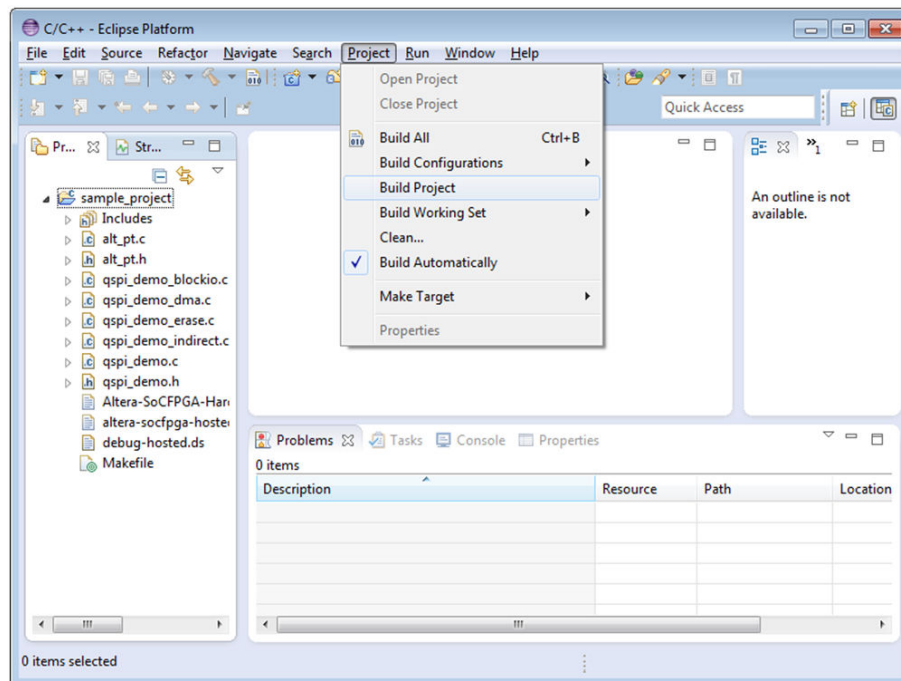 C/C++ - Eclipse Platform
File Edit Source Refactor Navigate Search Project Run Window Help
Quick Access
Open Project
Close Project
Build All Ctrl+B
Build Configurations
Build Project
Build Working Set
Clean...
Build Automatically
Make Target
Properties
Pr... Str...
sample_project
Includes
alt_pt.c
alt_pt.h
qspi_demo_blockio.c
qspi_demo_dma.c
qspi_demo_erase.c
qspi_demo_indirect.c
qspi_demo.c
qspi_demo.h
Altera-SoCFPGA-Har
altera-socfpga-hoste
debug-hosted.ds
Makefile
An outline is not
available.
Problems Tasks Console Properties
0 items
Description Resource Path Location
0 items selected